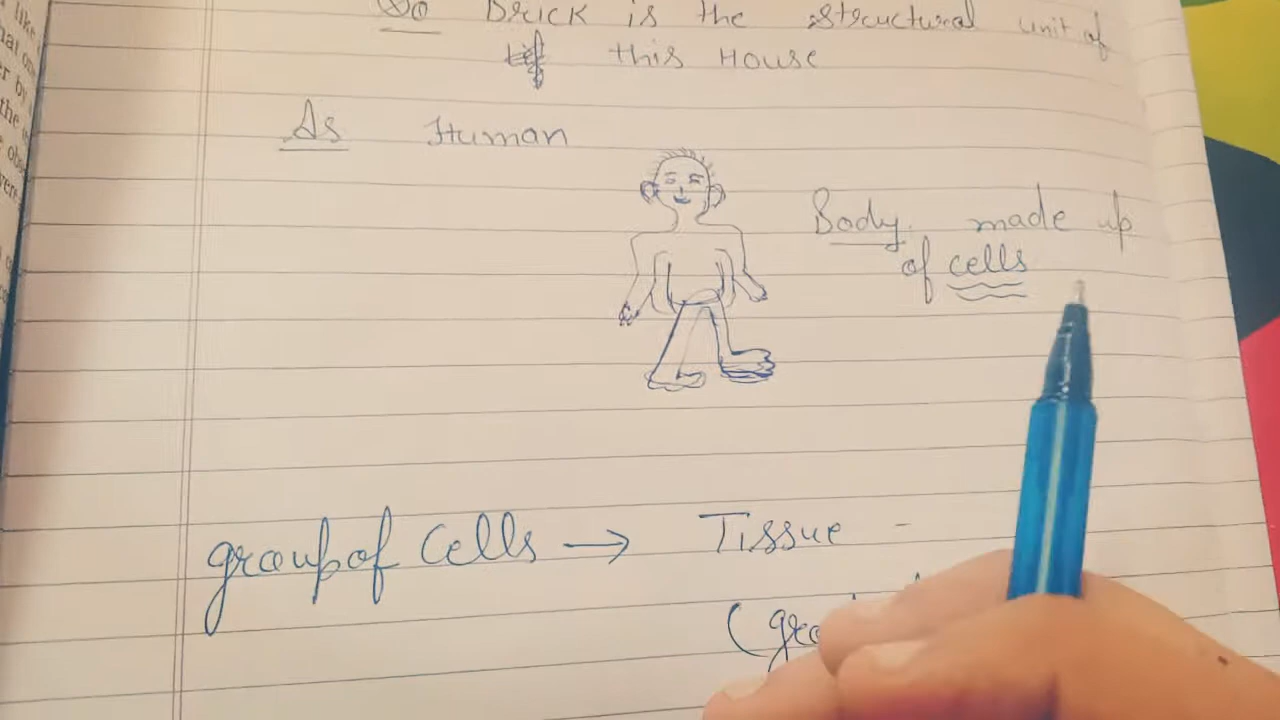 So Brick is the structural unit of
this House
As Human
Body made up
of cells
group of cells → Tissue -